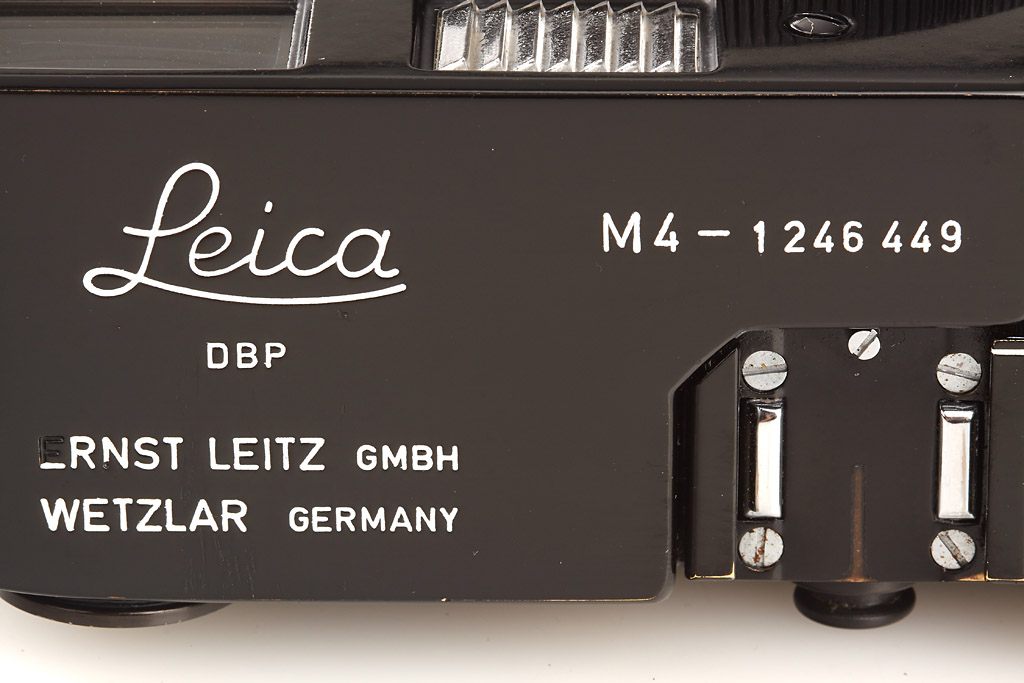 Leica
M4 - 1246 449
DBP
ERNST LEITZ GMBH
WETZLAR GERMANY